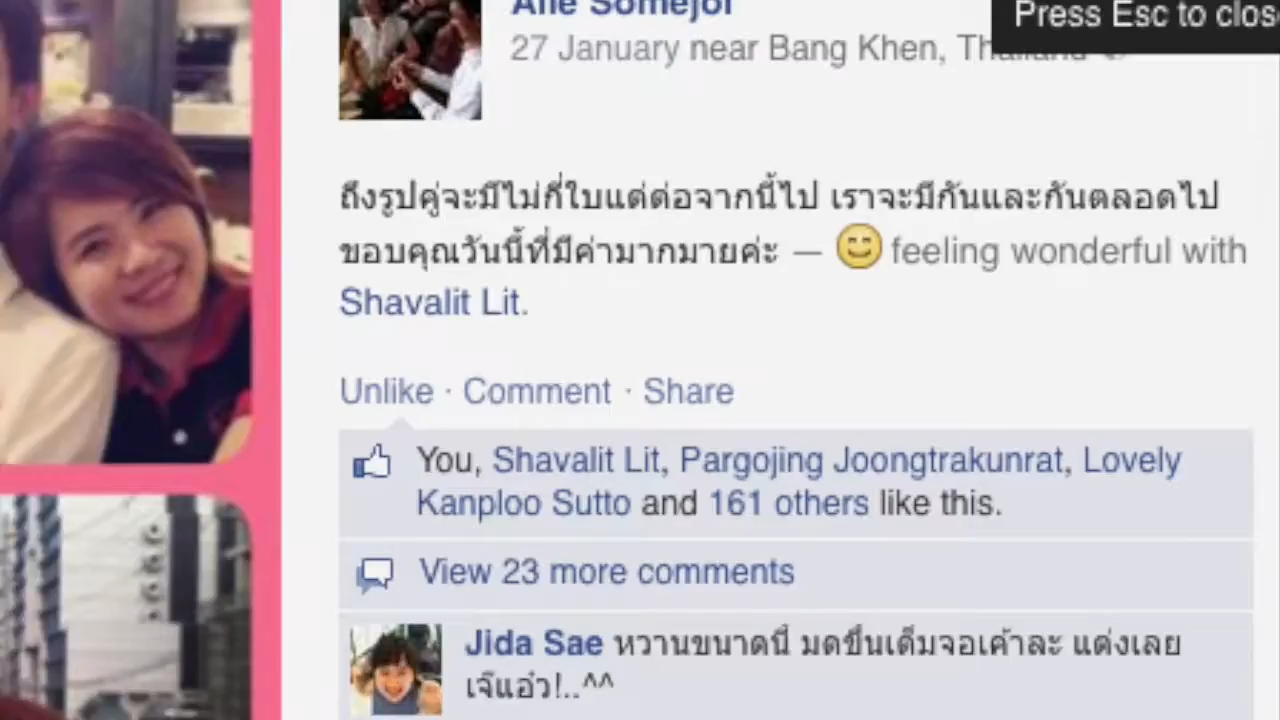 Press Esc to clos
27 January near Bang Khen, Thailand
ถึงรูปคู่จะมีไม่กี่ใบแต่ต่อจากนี้ไป เราจะมีกันและกันตลอดไป
ขอบคุณวันนี้ที่มีค่ามากมายค่ะ — feeling wonderful with
Shavalit Lit.
Unlike · Comment · Share
You, Shavalit Lit, Pargojing Joongtrakunrat, Lovely
Kanploo Sutto and 161 others like this.
View 23 more comments
Jida Sae หวานขนาดนี้ มดขึ้นเต็มจอเค้าละ แต่งเลย
เจ๊แอ๋ว!..^^